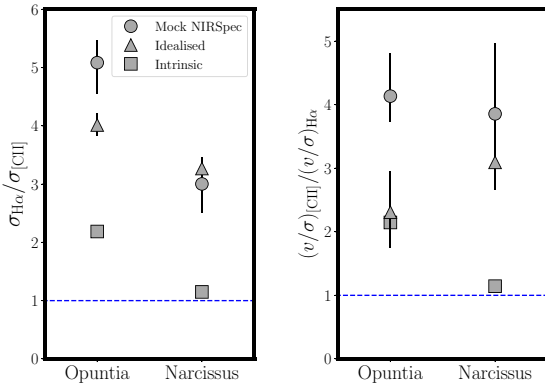 6
5
4
3
2
1
0
σHα/σ[CII]
Mock NIRSpec
Idealised
Intrinsic
Opuntia
Narcissus
5
4
3
2
1
0
(v/σ)[CII]/(v/σ)Hα
Opuntia
Narcissus